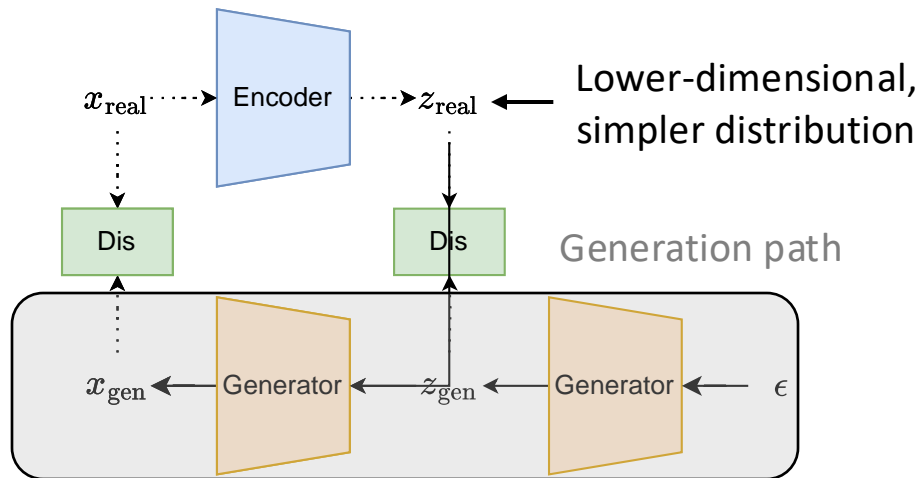 x_real
Encoder
z_real
Lower-dimensional,
simpler distribution
Dis
Dis
Generation path
x_gen
Generator
z_gen
Generator
ϵ